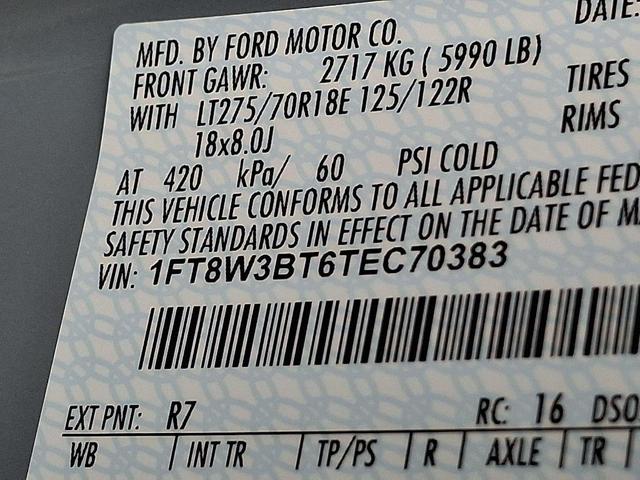 DATE:
MFD. BY FORD MOTOR CO.
FRONT GAWR: 2717 KG ( 5990 LB)
WITH LT275/70R18E 125/122R TIRES
18x8.0J RIMS
AT 420 kPa/ 60 PSI COLD
THIS VEHICLE CONFORMS TO ALL APPLICABLE FED
SAFETY STANDARDS IN EFFECT ON THE DATE OF M
VIN: 1FT8W3BT6TEC70383
EXT PNT: R7 RC: 16 DSO
WB INT TR TP/PS R AXLE TR